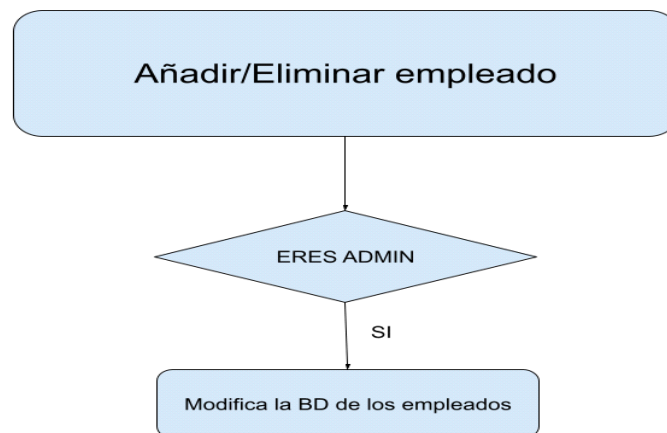 Añadir/Eliminar empleado
ERES ADMIN
SI
Modifica la BD de los empleados